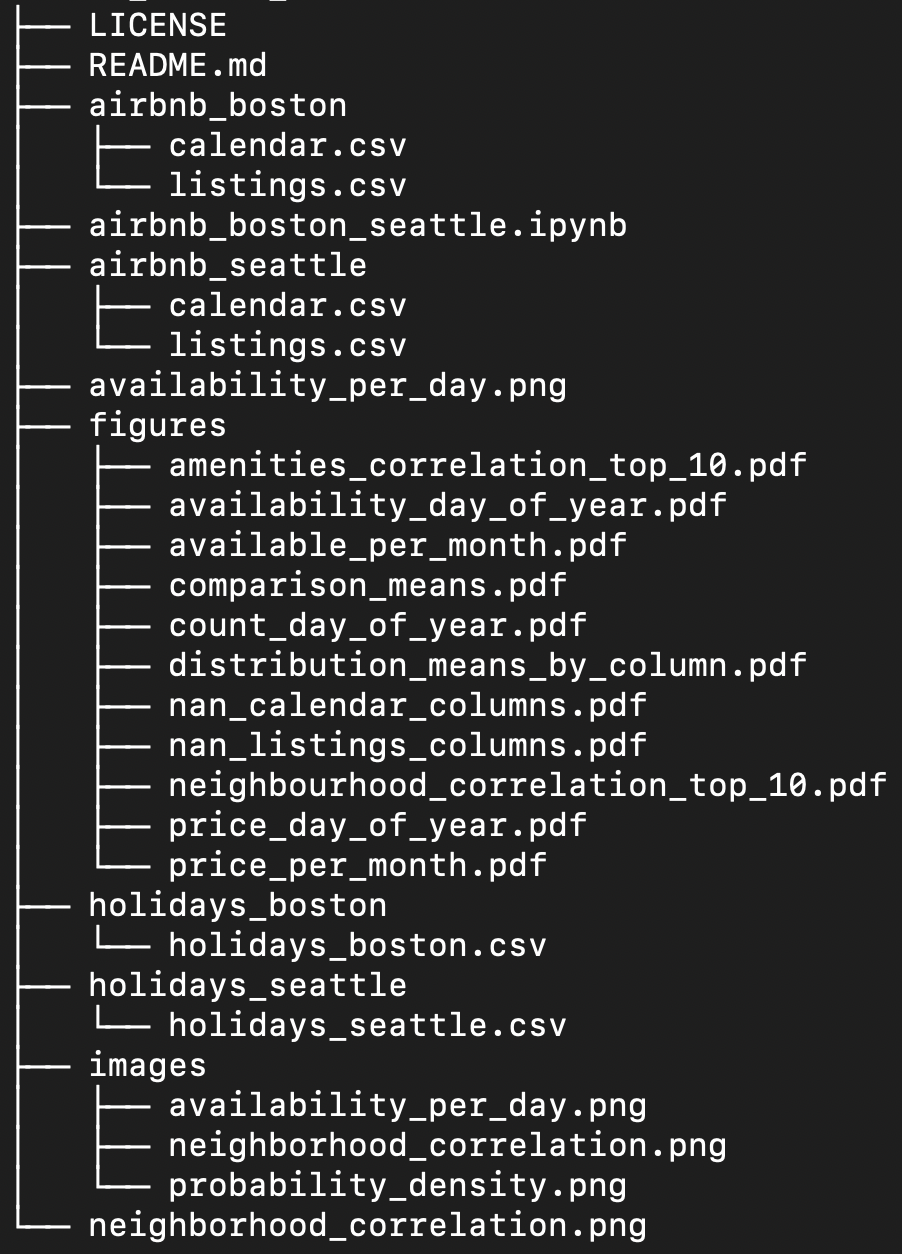 ├── LICENSE
├── README.md
├── airbnb_boston
│   ├── calendar.csv
│   └── listings.csv
├── airbnb_boston_seattle.ipynb
├── airbnb_seattle
│   ├── calendar.csv
│   └── listings.csv
├── availability_per_day.png
├── figures
│   ├── amenities_correlation_top_10.pdf
│   ├── availability_day_of_year.pdf
│   ├── available_per_month.pdf
│   ├── comparison_means.pdf
│   ├── count_day_of_year.pdf
│   ├── distribution_means_by_column.pdf
│   ├── nan_calendar_columns.pdf
│   ├── nan_listings_columns.pdf
│   ├── neighbourhood_correlation_top_10.pdf
│   ├── price_day_of_year.pdf
│   └── price_per_month.pdf
├── holidays_boston
│   └── holidays_boston.csv
├── holidays_seattle
│   └── holidays_seattle.csv
├── images
│   ├── availability_per_day.png
│   ├── neighborhood_correlation.png
│   └── probability_density.png
└── neighborhood_correlation.png